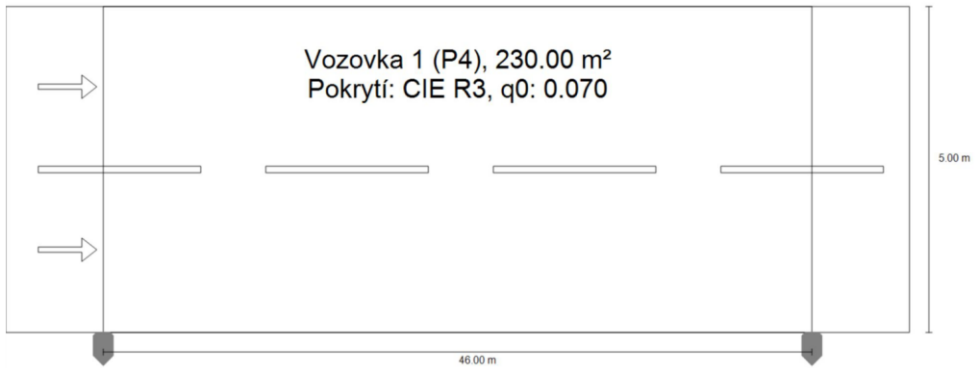 Vozovka 1 (P4), 230.00 m²
Pokrytí: CIE R3, q0: 0.070
5.00 m
46.00 m